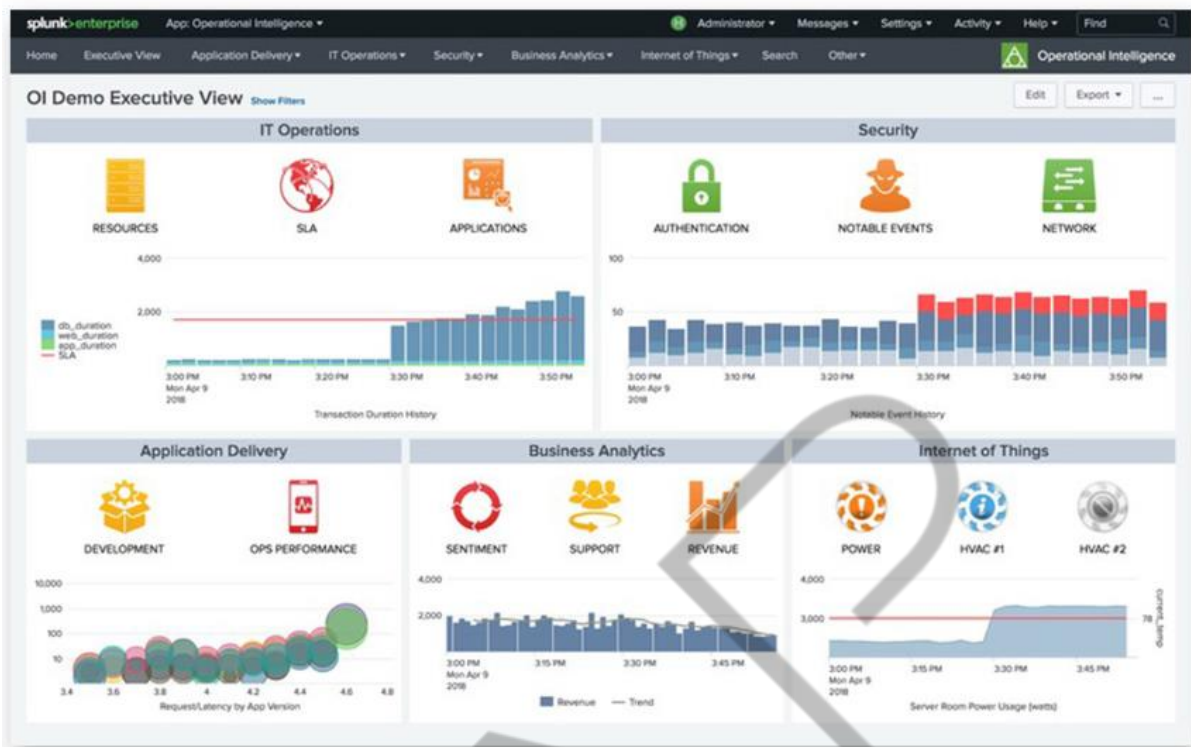 splunk>enterprise App: Operational Intelligence ▾ H Administrator ▾ Messages ▾ Settings ▾ Activity ▾ Help ▾ Find
Home Executive View Application Delivery ▾ IT Operations ▾ Security ▾ Business Analytics ▾ Internet of Things ▾ Search Other ▾ Operational Intelligence
OI Demo Executive View Show Filters Edit Export ▾ ...
IT Operations
RESOURCES SLA APPLICATIONS
4,000
2,000
db_duration
web_duration
app_duration
SLA
3:00 PM 3:10 PM 3:20 PM 3:30 PM 3:40 PM 3:50 PM
Mon Apr 9
2018
Transaction Duration History
Security
AUTHENTICATION NOTABLE EVENTS NETWORK
100
50
3:00 PM 3:10 PM 3:20 PM 3:30 PM 3:40 PM 3:50 PM
Mon Apr 9
2018
Notable Event History
Application Delivery
DEVELOPMENT OPS PERFORMANCE
10,000
1,000
100
10
3.4 3.6 3.8 4 4.2 4.4 4.6 4.8
Request/Latency by App Version
Business Analytics
SENTIMENT SUPPORT REVENUE
4,000
2,000
3:00 PM 3:15 PM 3:30 PM 3:45 PM
Mon Apr 9
2018
Revenue Trend
Internet of Things
POWER HVAC #1 HVAC #2
4,000
3,000
78
current_temp
3:00 PM 3:15 PM 3:30 PM 3:45 PM
Mon Apr 9
2018
Server Room Power Usage (watts)